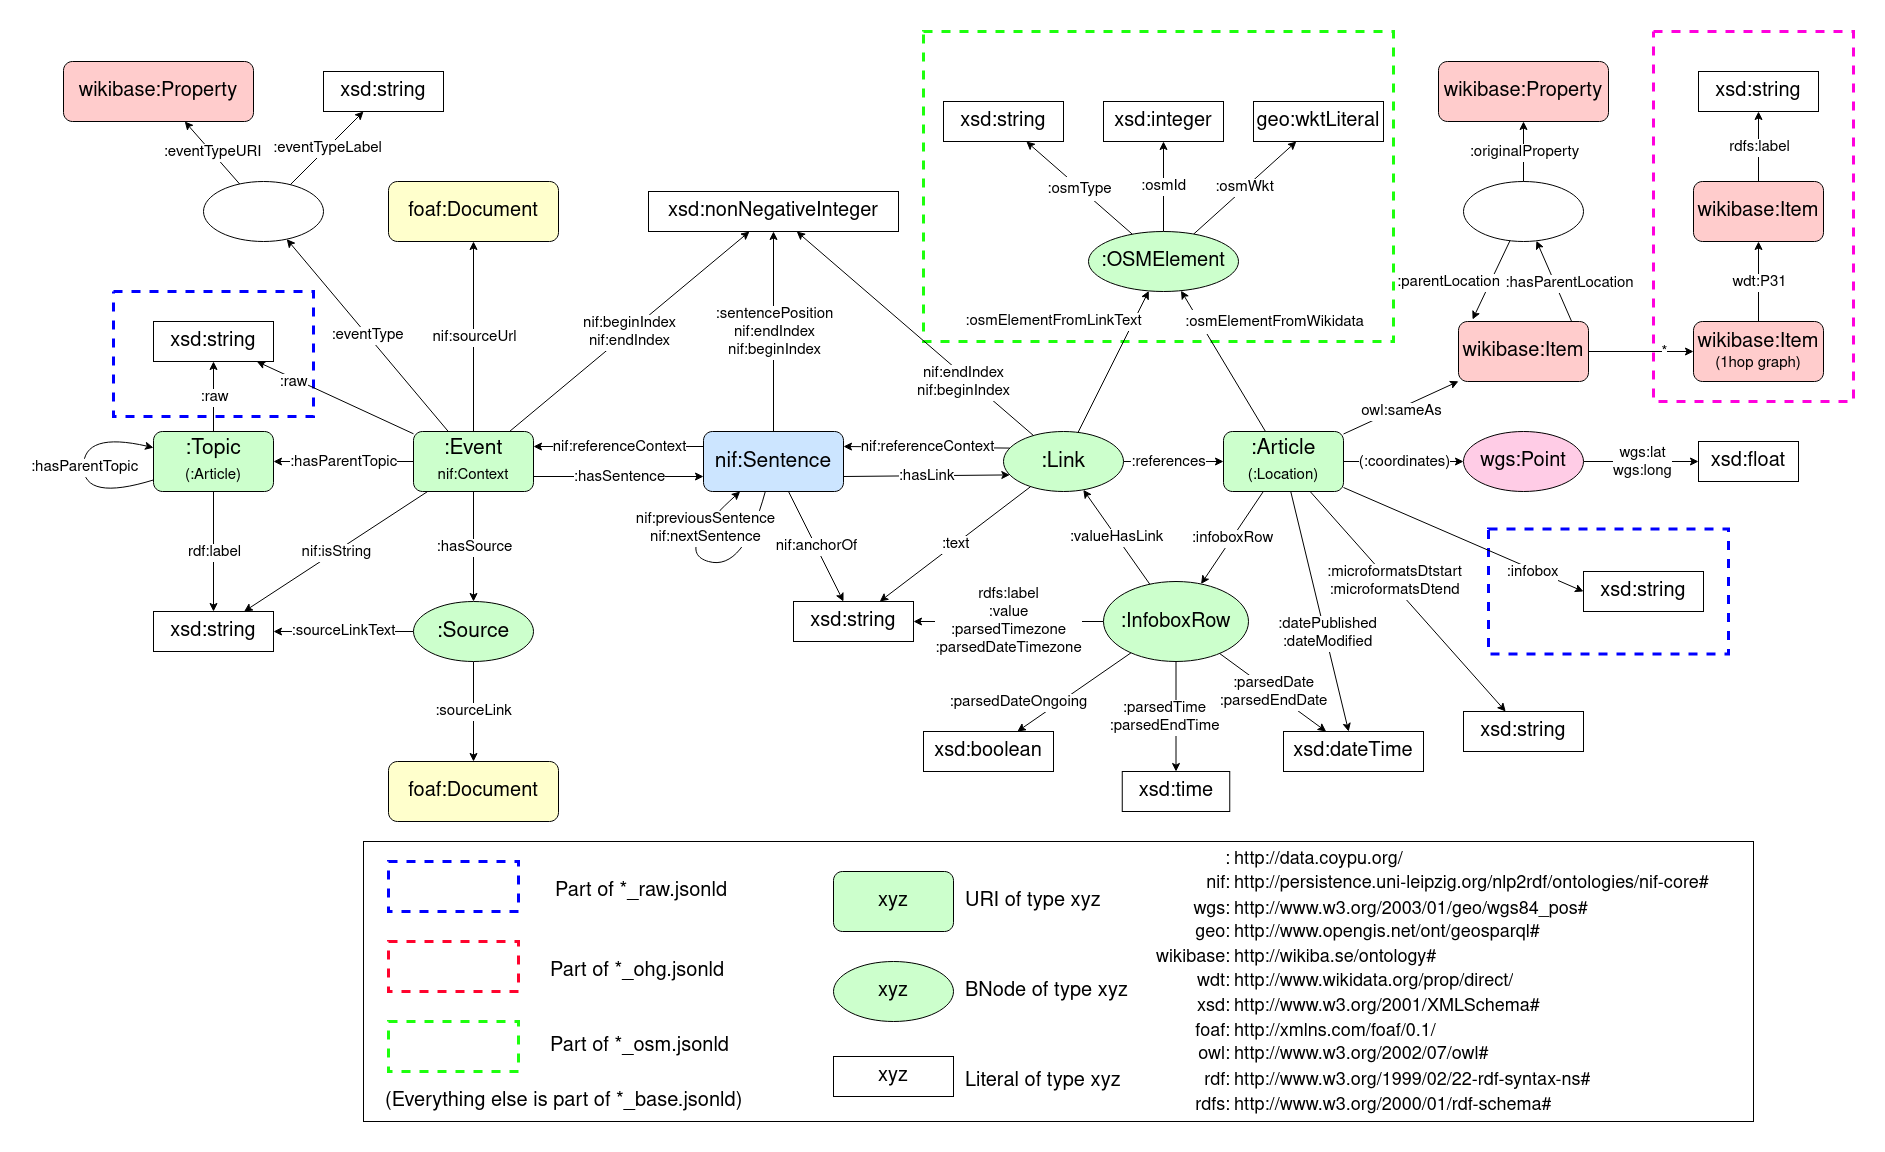 wikibase:Property
xsd:string
:eventTypeURI
:eventTypeLabel
foaf:Document
xsd:nonNegativeInteger
:eventType
nif:sourceUrl
nif:beginIndex
nif:endIndex
:sentencePosition
nif:endIndex
nif:beginIndex
nif:endIndex
nif:beginIndex
xsd:string
xsd:integer
geo:wktLiteral
:osmType
:osmId
:osmWkt
:OSMElement
:osmElementFromLinkText
:osmElementFromWikidata
wikibase:Property
:originalProperty
:parentLocation
:hasParentLocation
wikibase:Item
*
xsd:string
rdfs:label
wikibase:Item
wdt:P31
wikibase:Item
(1hop graph)
xsd:string
:raw
:raw
:hasParentTopic
:Topic
(:Article)
:hasParentTopic
:Event
nif:Context
nif:referenceContext
:hasSentence
nif:Sentence
nif:referenceContext
:hasLink
:Link
:references
:Article
(:Location)
owl:sameAs
(:coordinates)
wgs:Point
wgs:lat
wgs:long
xsd:float
rdf:label
nif:isString
:hasSource
nif:previousSentence
nif:nextSentence
nif:anchorOf
:text
:valueHasLink
:infoboxRow
:microformatsDtstart
:microformatsDtend
:infobox
xsd:string
xsd:string
:sourceLinkText
:Source
xsd:string
rdfs:label
:value
:parsedTimezone
:parsedDateTimezone
:InfoboxRow
:datePublished
:dateModified
:sourceLink
:parsedDateOngoing
:parsedTime
:parsedEndTime
:parsedDate
:parsedEndDate
foaf:Document
xsd:boolean
xsd:time
xsd:dateTime
xsd:string
Part of *_raw.jsonld
Part of *_ohg.jsonld
Part of *_osm.jsonld
(Everything else is part of *_base.jsonld)
xyz
URI of type xyz
xyz
BNode of type xyz
xyz
Literal of type xyz
: http://data.coypu.org/
nif: http://persistence.uni-leipzig.org/nlp2rdf/ontologies/nif-core#
wgs: http://www.w3.org/2003/01/geo/wgs84_pos#
geo: http://www.opengis.net/ont/geosparql#
wikibase: http://wikiba.se/ontology#
wdt: http://www.wikidata.org/prop/direct/
xsd: http://www.w3.org/2001/XMLSchema#
foaf: http://xmlns.com/foaf/0.1/
owl: http://www.w3.org/2002/07/owl#
rdf: http://www.w3.org/1999/02/22-rdf-syntax-ns#
rdfs: http://www.w3.org/2000/01/rdf-schema#